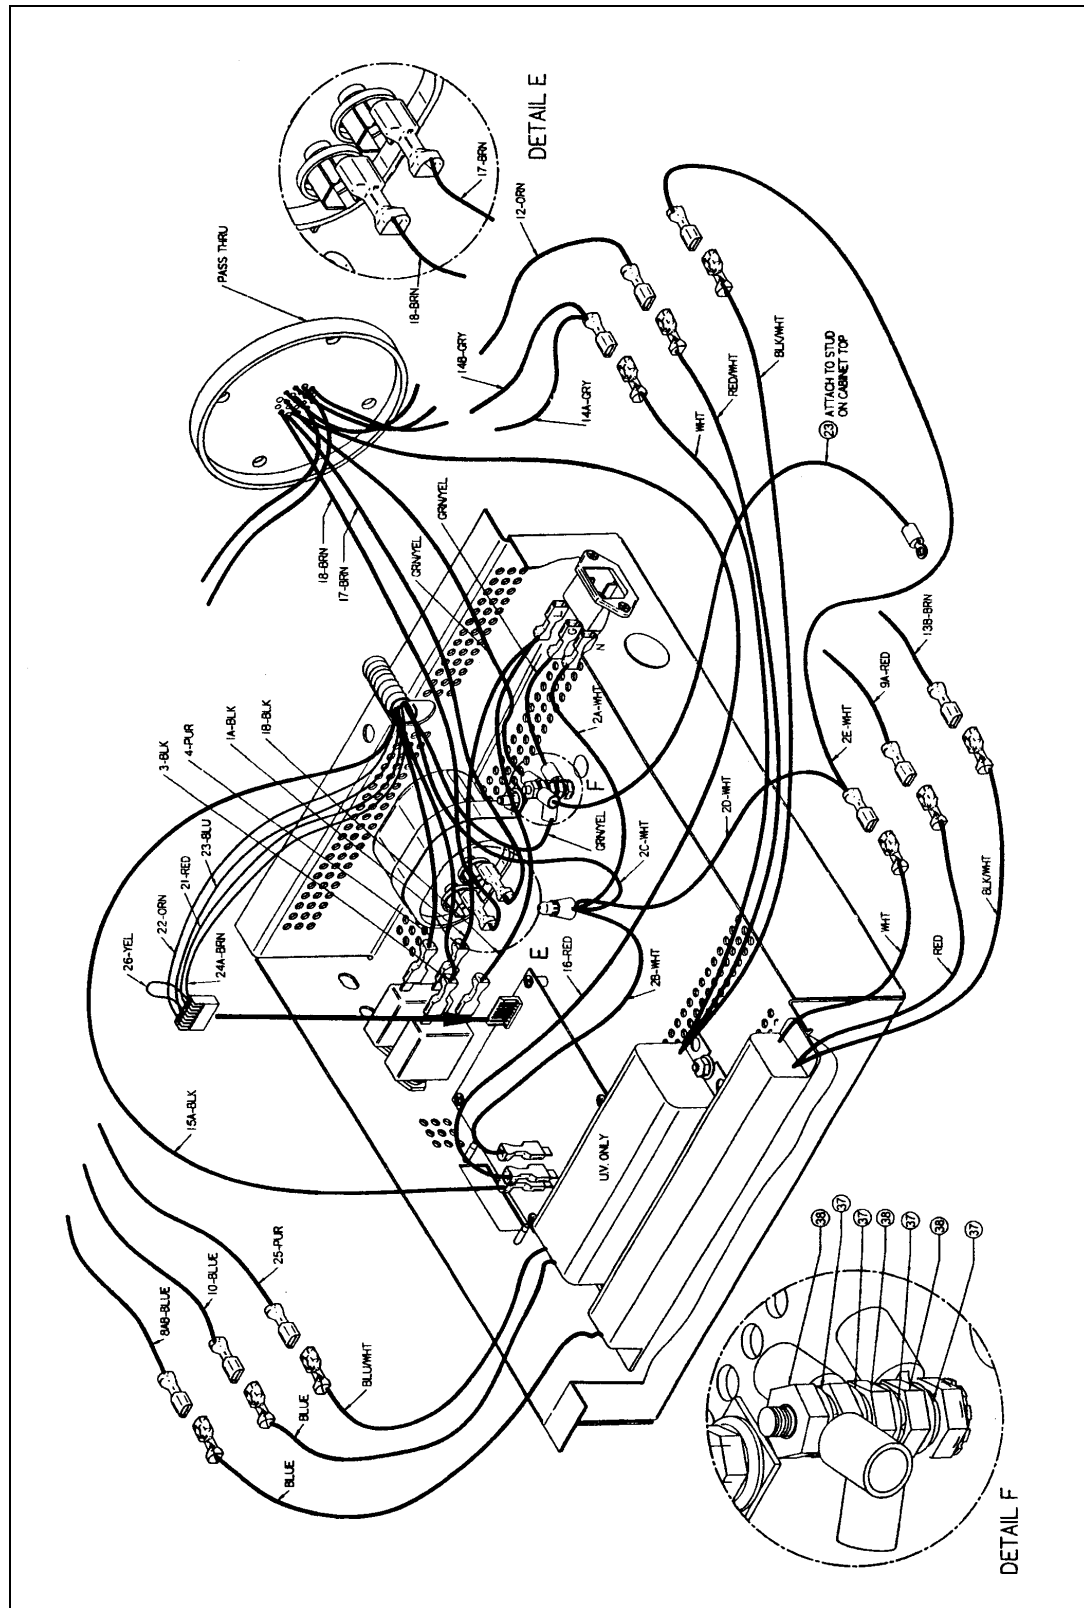 DETAIL E
17-BRN
18-BRN
PASS THRU
12-ORN
14B-GRY
14A-GRY
WHT
RED/WHT
BLK/WHT
23 ATTACH TO STUD
ON CABINET TOP
18-BRN
17-BRN
GRN/YEL
GRN/YEL
L
G
N
3-BLK
4-PUR
1A-BLK
1B-BLK
2A-WHT
F
GRN/YEL
2C-WHT
2D-WHT
2E-WHT
9A-RED
13B-BRN
26-YEL
22-ORN
24A-BRN
21-RED
23-BLU
E
16-RED
2B-WHT
WHT
RED
BLK/WHT
15A-BLK
U.V. ONLY
8AB-BLUE
10-BLUE
25-PUR
BLU/WHT
BLUE
BLUE
38
37
37
38
37
38
37
DETAIL F